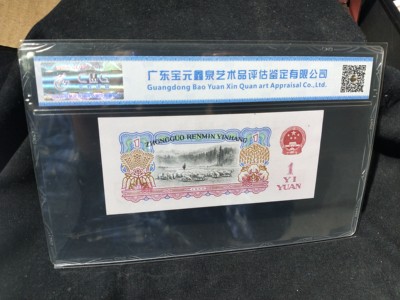 广东宝元鑫泉艺术品评估鉴定有限公司
Guangdong Bao Yuan Xin Quan art Appraisal Co.,Ltd.
ZHONGGUO RENMIN YINHANG
1
YI
YUAN